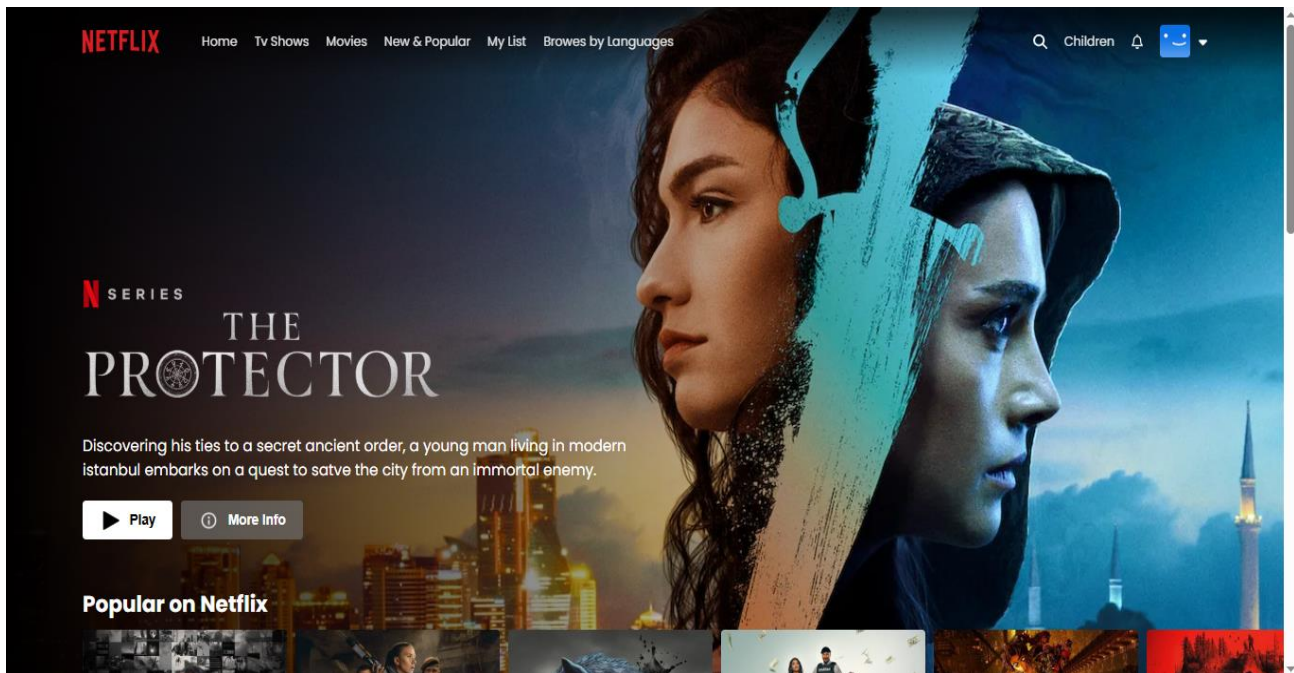 NETFLIX Home Tv Shows Movies New & Popular My List Browes by Languages Children
N SERIES
THE
PROTECTOR
Discovering his ties to a secret ancient order, a young man living in modern
istanbul embarks on a quest to satve the city from an immortal enemy.
Play More Info
Popular on Netflix